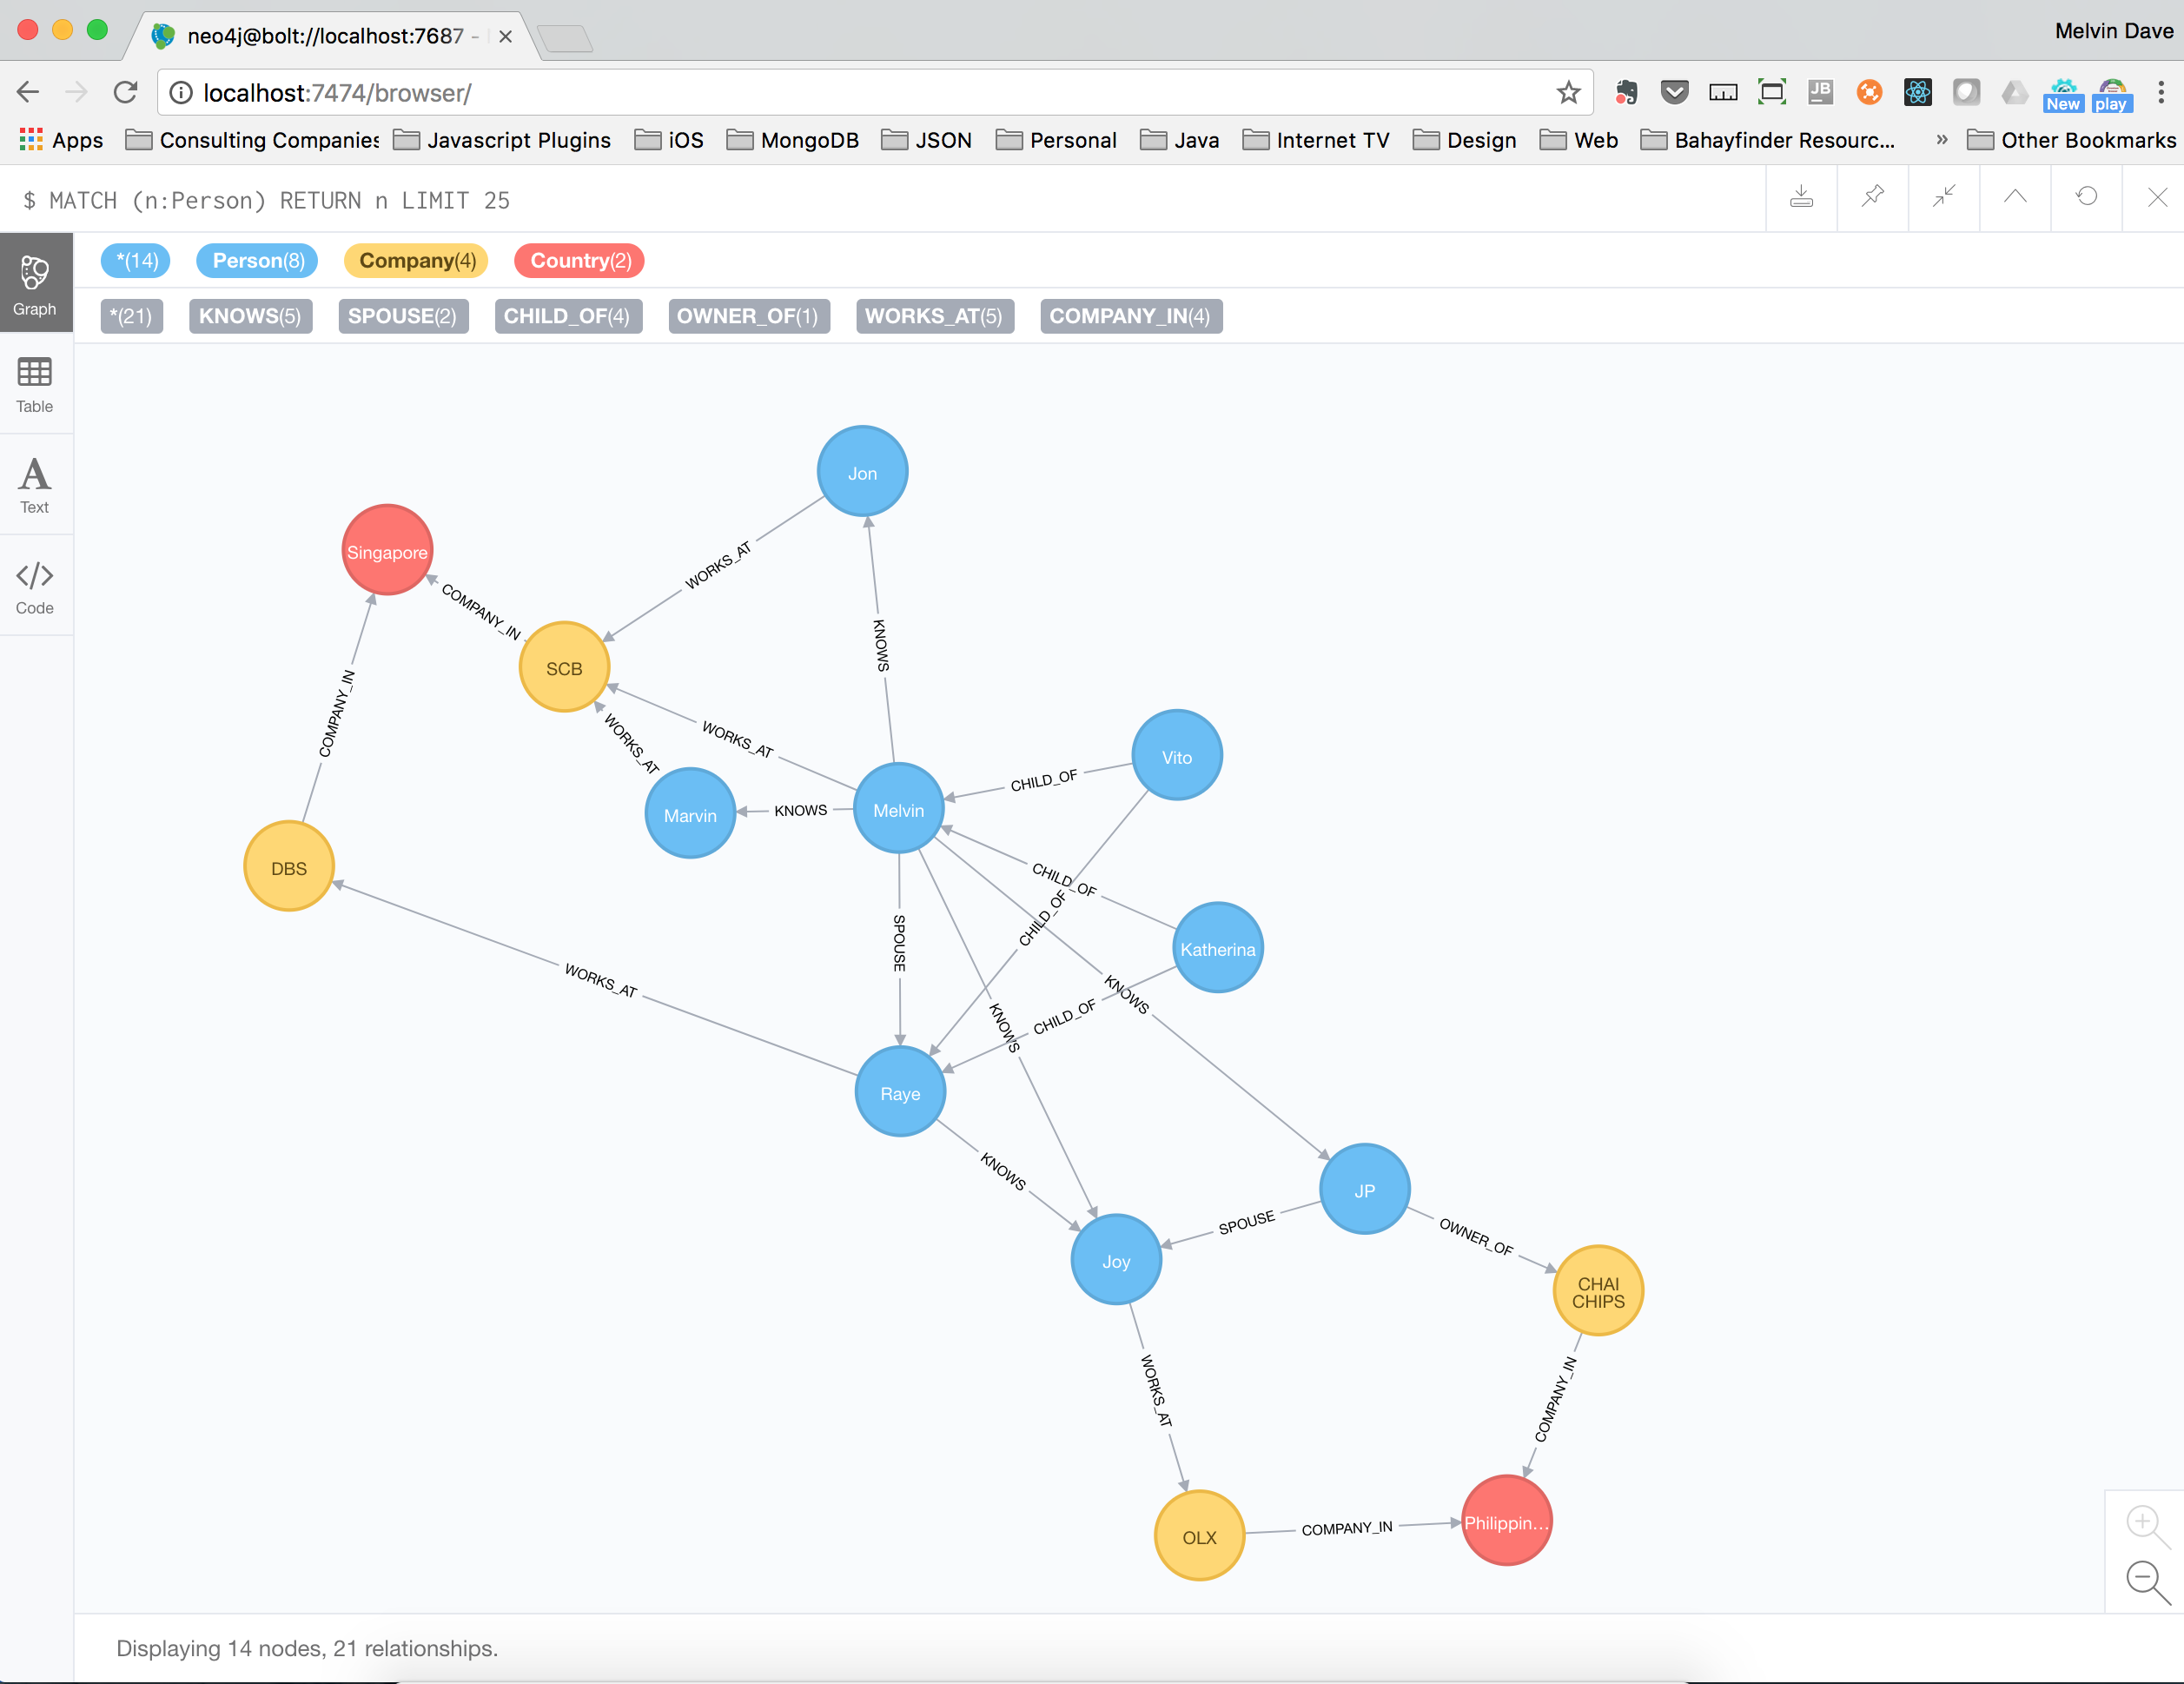 neo4j@bolt://localhost:7687 -
Melvin Dave
localhost:7474/browser/
JB
New
play
Apps
Consulting Companies
Javascript Plugins
iOS
MongoDB
JSON
Personal
Java
Internet TV
Design
Web
Bahayfinder Resourc...
»
Other Bookmarks
$ MATCH (n:Person) RETURN n LIMIT 25
*(14)
Person(8)
Company(4)
Country(2)
*(21)
KNOWS(5)
SPOUSE(2)
CHILD_OF(4)
OWNER_OF(1)
WORKS_AT(5)
COMPANY_IN(4)
Graph
Table
A
Text
</>
Code
Jon
Singapore
WORKS_AT
COMPANY_IN
KNOWS
SCB
COMPANY_IN
WORKS_AT
WORKS_AT
Vito
CHILD_OF
Marvin
KNOWS
Melvin
DBS
CHILD_OF
CHILD_OF
SPOUSE
Katherina
WORKS_AT
KNOWS
KNOWS
CHILD_OF
Raye
KNOWS
JP
SPOUSE
OWNER_OF
Joy
CHAI
CHIPS
WORKS_AT
COMPANY_IN
OLX
COMPANY_IN
Philippin...
Displaying 14 nodes, 21 relationships.